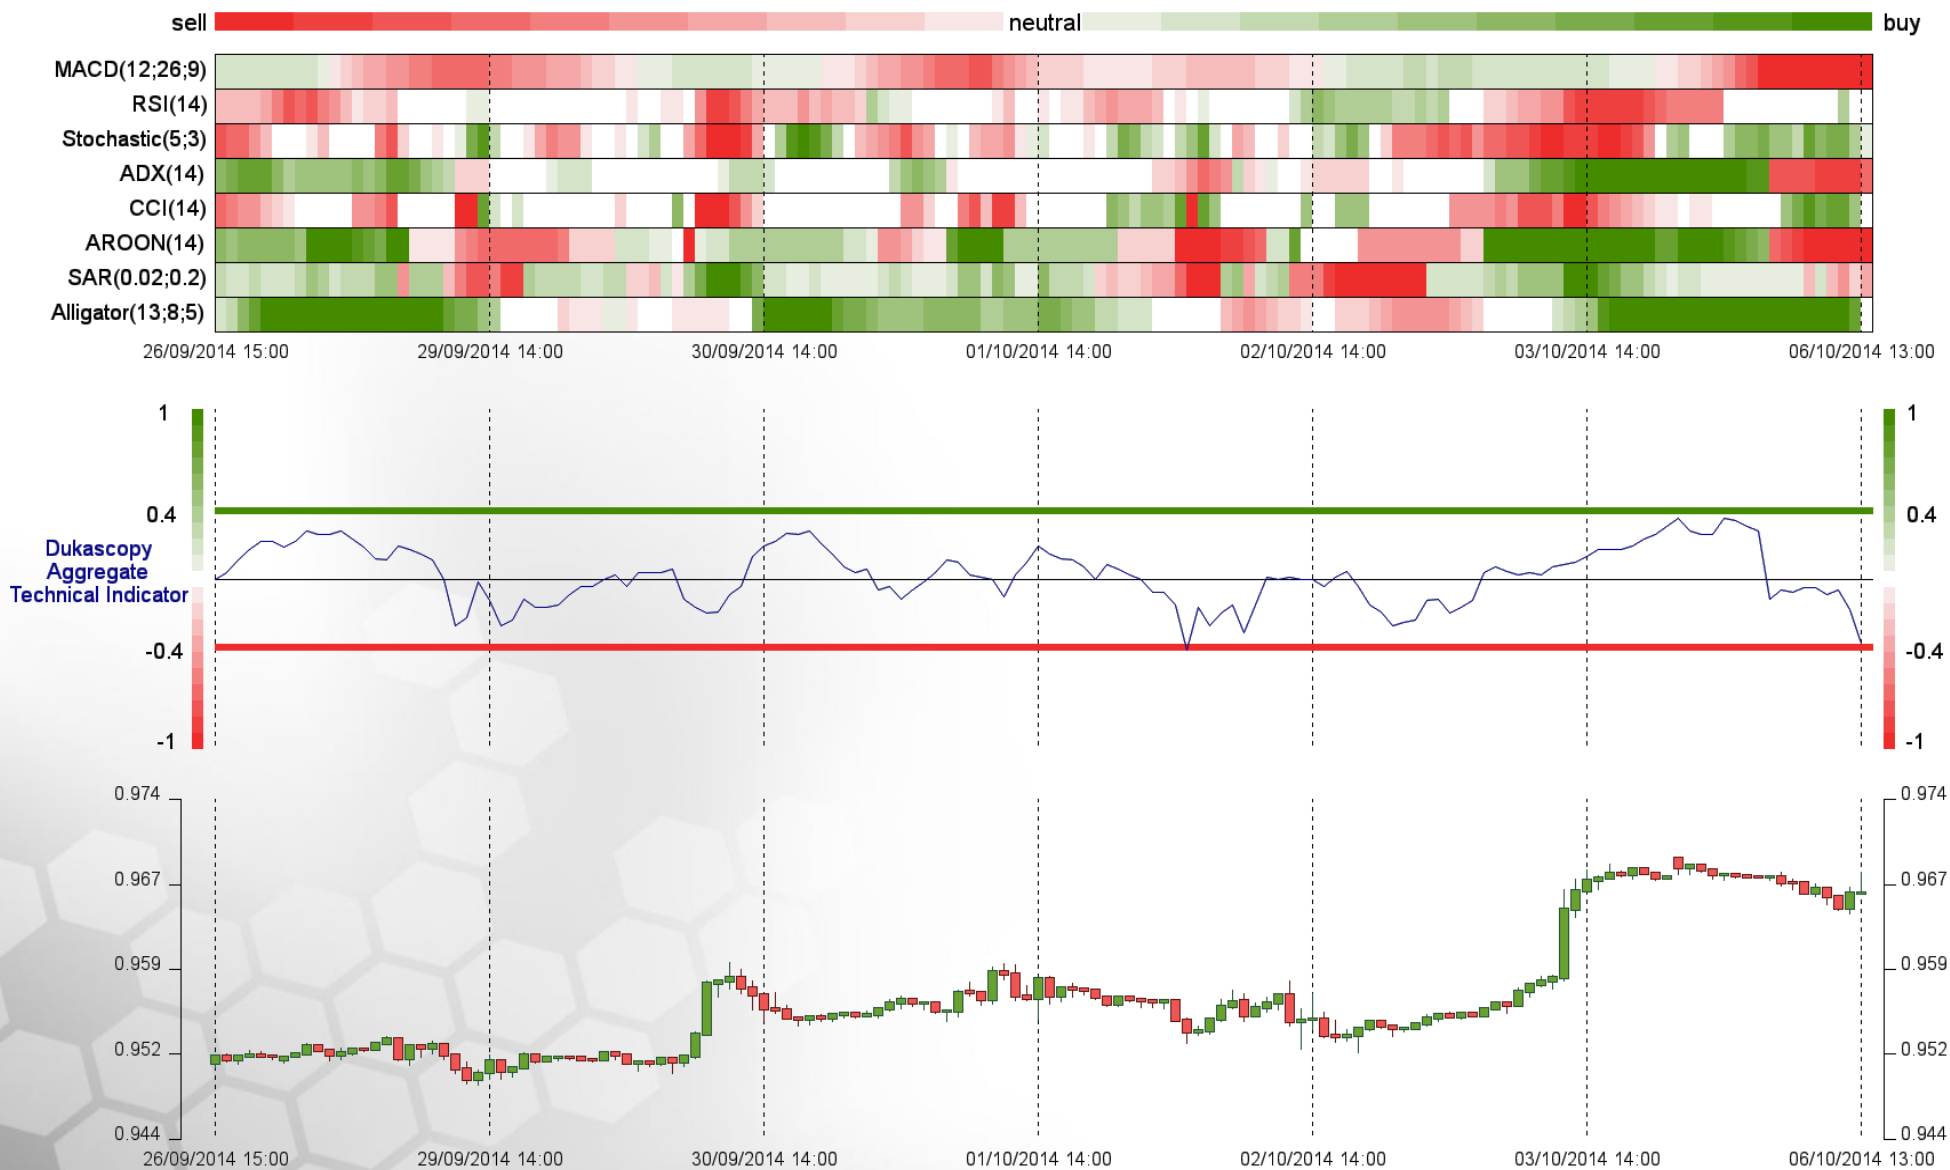 sell neutral buy
MACD(12;26;9)
RSI(14)
Stochastic(5;3)
ADX(14)
CCI(14)
AROON(14)
SAR(0.02;0.2)
Alligator(13;8;5)
26/09/2014 15:00 29/09/2014 14:00 30/09/2014 14:00 01/10/2014 14:00 02/10/2014 14:00 03/10/2014 14:00 06/10/2014 13:00
1 1
0.4 0.4
Dukascopy
Aggregate
Technical Indicator
-0.4 -0.4
-1 -1
0.974 0.974
0.967 0.967
0.959 0.959
0.952 0.952
0.944 0.944
26/09/2014 15:00 29/09/2014 14:00 30/09/2014 14:00 01/10/2014 14:00 02/10/2014 14:00 03/10/2014 14:00 06/10/2014 13:00